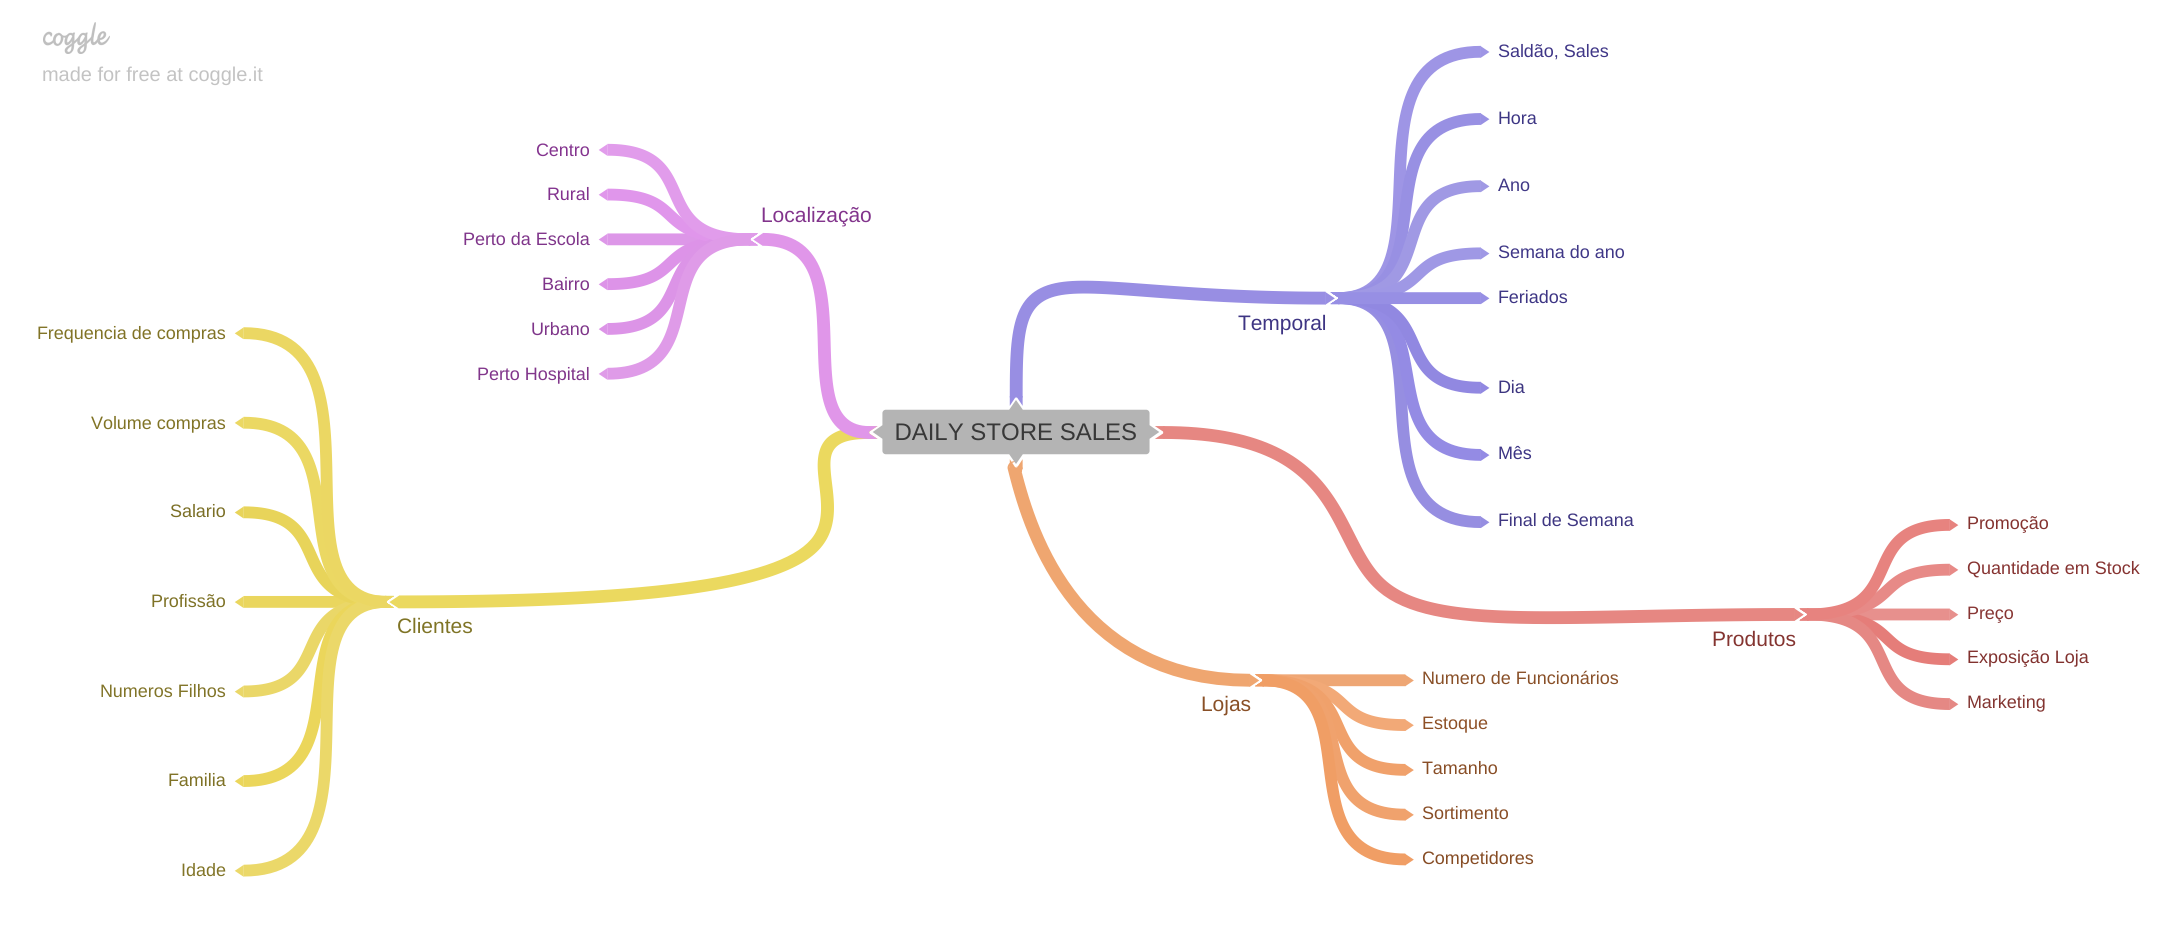 coggle
made for free at coggle.it
DAILY STORE SALES
Localização
Centro
Rural
Perto da Escola
Bairro
Urbano
Perto Hospital
Clientes
Frequencia de compras
Volume compras
Salario
Profissão
Numeros Filhos
Familia
Idade
Temporal
Saldão, Sales
Hora
Ano
Semana do ano
Feriados
Dia
Mês
Final de Semana
Produtos
Promoção
Quantidade em Stock
Preço
Exposição Loja
Marketing
Lojas
Numero de Funcionários
Estoque
Tamanho
Sortimento
Competidores